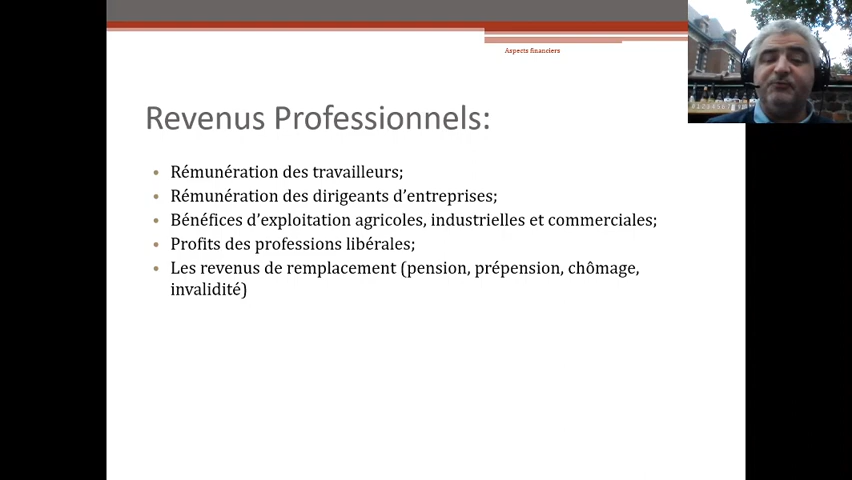 Aspects financiers
Revenus Professionnels:
• Rémunération des travailleurs;
• Rémunération des dirigeants d’entreprises;
• Bénéfices d’exploitation agricoles, industrielles et commerciales;
• Profits des professions libérales;
• Les revenus de remplacement (pension, prépension, chômage,
invalidité)